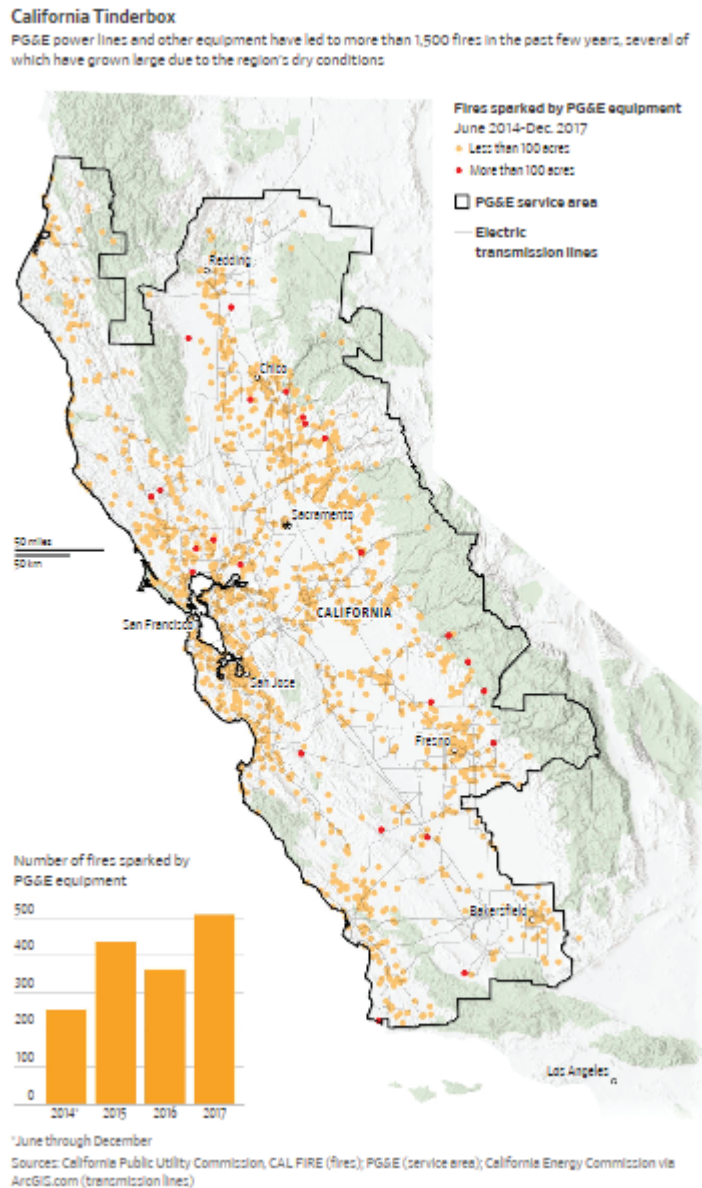 California Tinderbox
PG&E power lines and other equipment have led to more than 1,500 fires in the past few years, several of
which have grown large due to the region's dry conditions
Fires sparked by PG&E equipment
June 2014-Dec. 2017
Less than 100 acres
More than 100 acres
PG&E service area
Electric
transmission lines
Redding
Chico
Sacramento
50 miles
50 km
CALIFORNIA
San Francisco
San Jose
Fresno
Bakersfield
Los Angeles
Number of fires sparked by
PG&E equipment
500
400
300
200
100
0
2014*
2015
2016
2017
*June through December
Sources: California Public Utility Commission, CAL FIRE (fires); PG&E (service area); California Energy Commission via
ArcGIS.com (transmission lines)